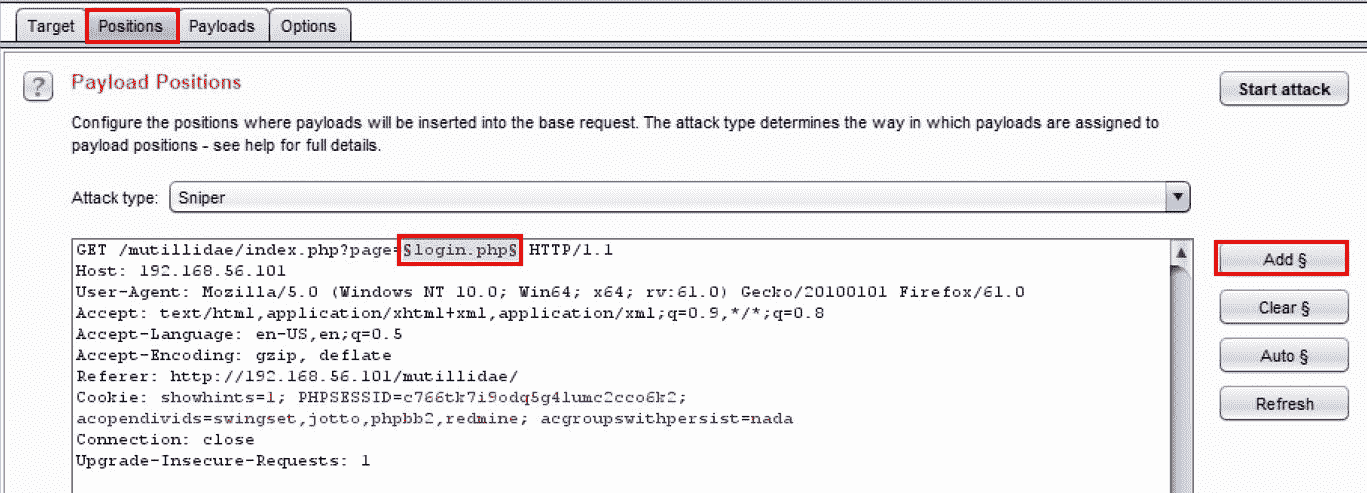 Target Positions Payloads Options
?
Payload Positions
Start attack
Configure the positions where payloads will be inserted into the base request. The attack type determines the way in which payloads are assigned to
payload positions - see help for full details.
Attack type: Sniper
GET /mutillidae/index.php?page=§login.php§ HTTP/1.1
Host: 192.168.56.101
User-Agent: Mozilla/5.0 (Windows NT 10.0; Win64; x64; rv:61.0) Gecko/20100101 Firefox/61.0
Accept: text/html,application/xhtml+xml,application/xml;q=0.9,*/*;q=0.8
Accept-Language: en-US,en;q=0.5
Accept-Encoding: gzip, deflate
Referer: http://192.168.56.101/mutillidae/
Cookie: showhints=1; PHPSESSID=c766tk7i9odq5g41umc2cco6k2;
acopendivids=swingset,jotto,phpbb2,redmine; acgroupswithpersist=nada
Connection: close
Upgrade-Insecure-Requests: 1
Add §
Clear §
Auto §
Refresh